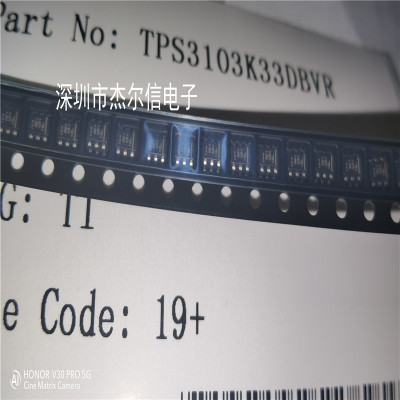 Part No: TPS3103K33DBVR
深圳市杰尔信电子
G: TI
e Code: 19+
HONOR V30 PRO 5G
Cine Matrix Camera